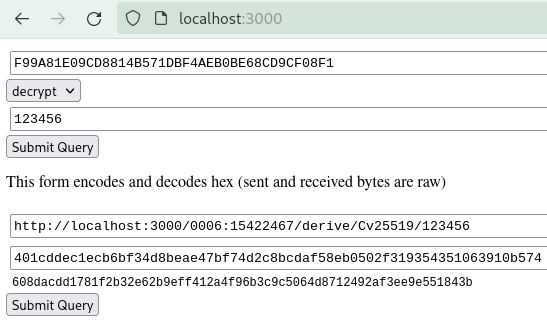 localhost:3000
F99A81E09CD8814B571DBF4AEB0BE68CD9CF08F1
decrypt
123456
Submit Query
This form encodes and decodes hex (sent and received bytes are raw)
http://localhost:3000/0006:15422467/derive/Cv25519/123456
401cddec1ecb6bf34d8beae47bf74d2c8bcdaf58eb0502f319354351063910b574
608dacdd1781f2b32e62b9eff412a4f96b3c9c5064d8712492af3ee9e551843b
Submit Query